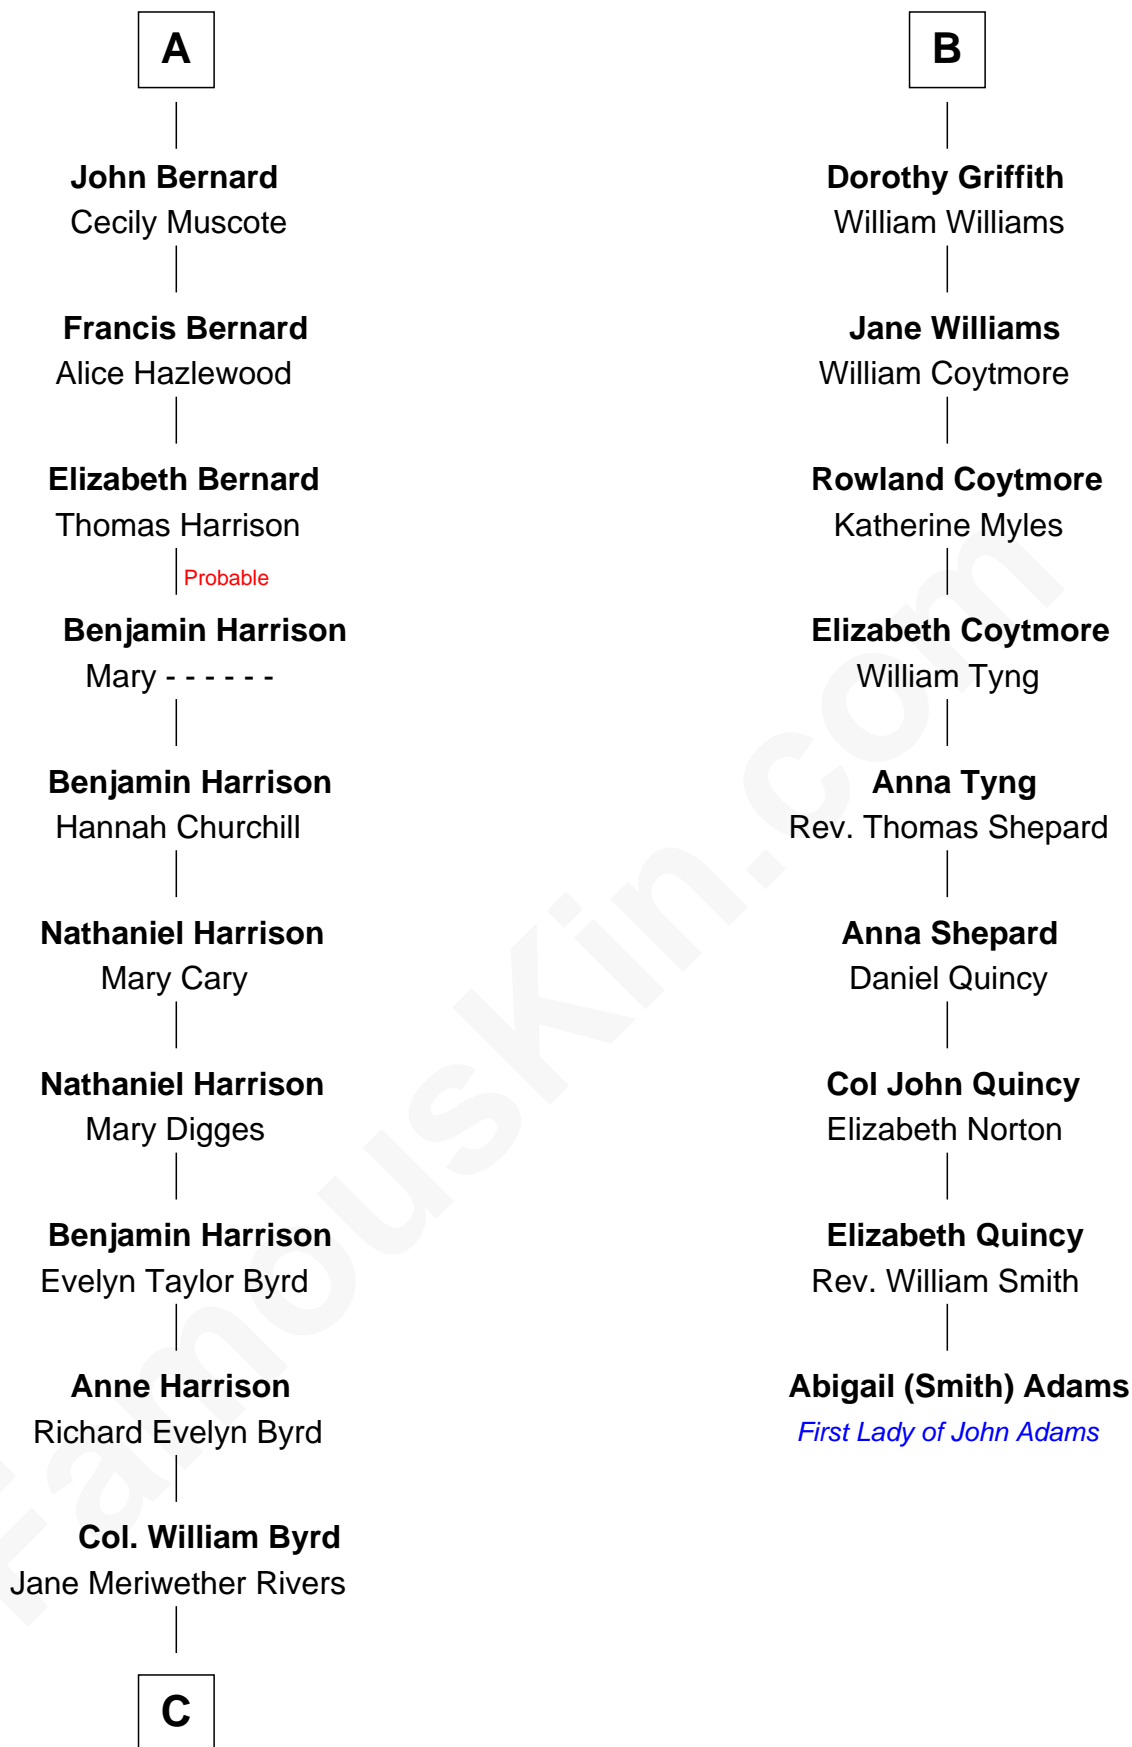 A
John Bernard
Cecily Muscote
Francis Bernard
Alice Hazlewood
Elizabeth Bernard
Thomas Harrison
Probable
Benjamin Harrison
Mary - - - - - -
Benjamin Harrison
Hannah Churchill
Nathaniel Harrison
Mary Cary
Nathaniel Harrison
Mary Digges
Benjamin Harrison
Evelyn Taylor Byrd
Anne Harrison
Richard Evelyn Byrd
Col. William Byrd
Jane Meriwether Rivers
C
B
Dorothy Griffith
William Williams
Jane Williams
William Coytmore
Rowland Coytmore
Katherine Myles
Elizabeth Coytmore
William Tyng
Anna Tyng
Rev. Thomas Shepard
Anna Shepard
Daniel Quincy
Col John Quincy
Elizabeth Norton
Elizabeth Quincy
Rev. William Smith
Abigail (Smith) Adams
First Lady of John Adams
FamousKin.com